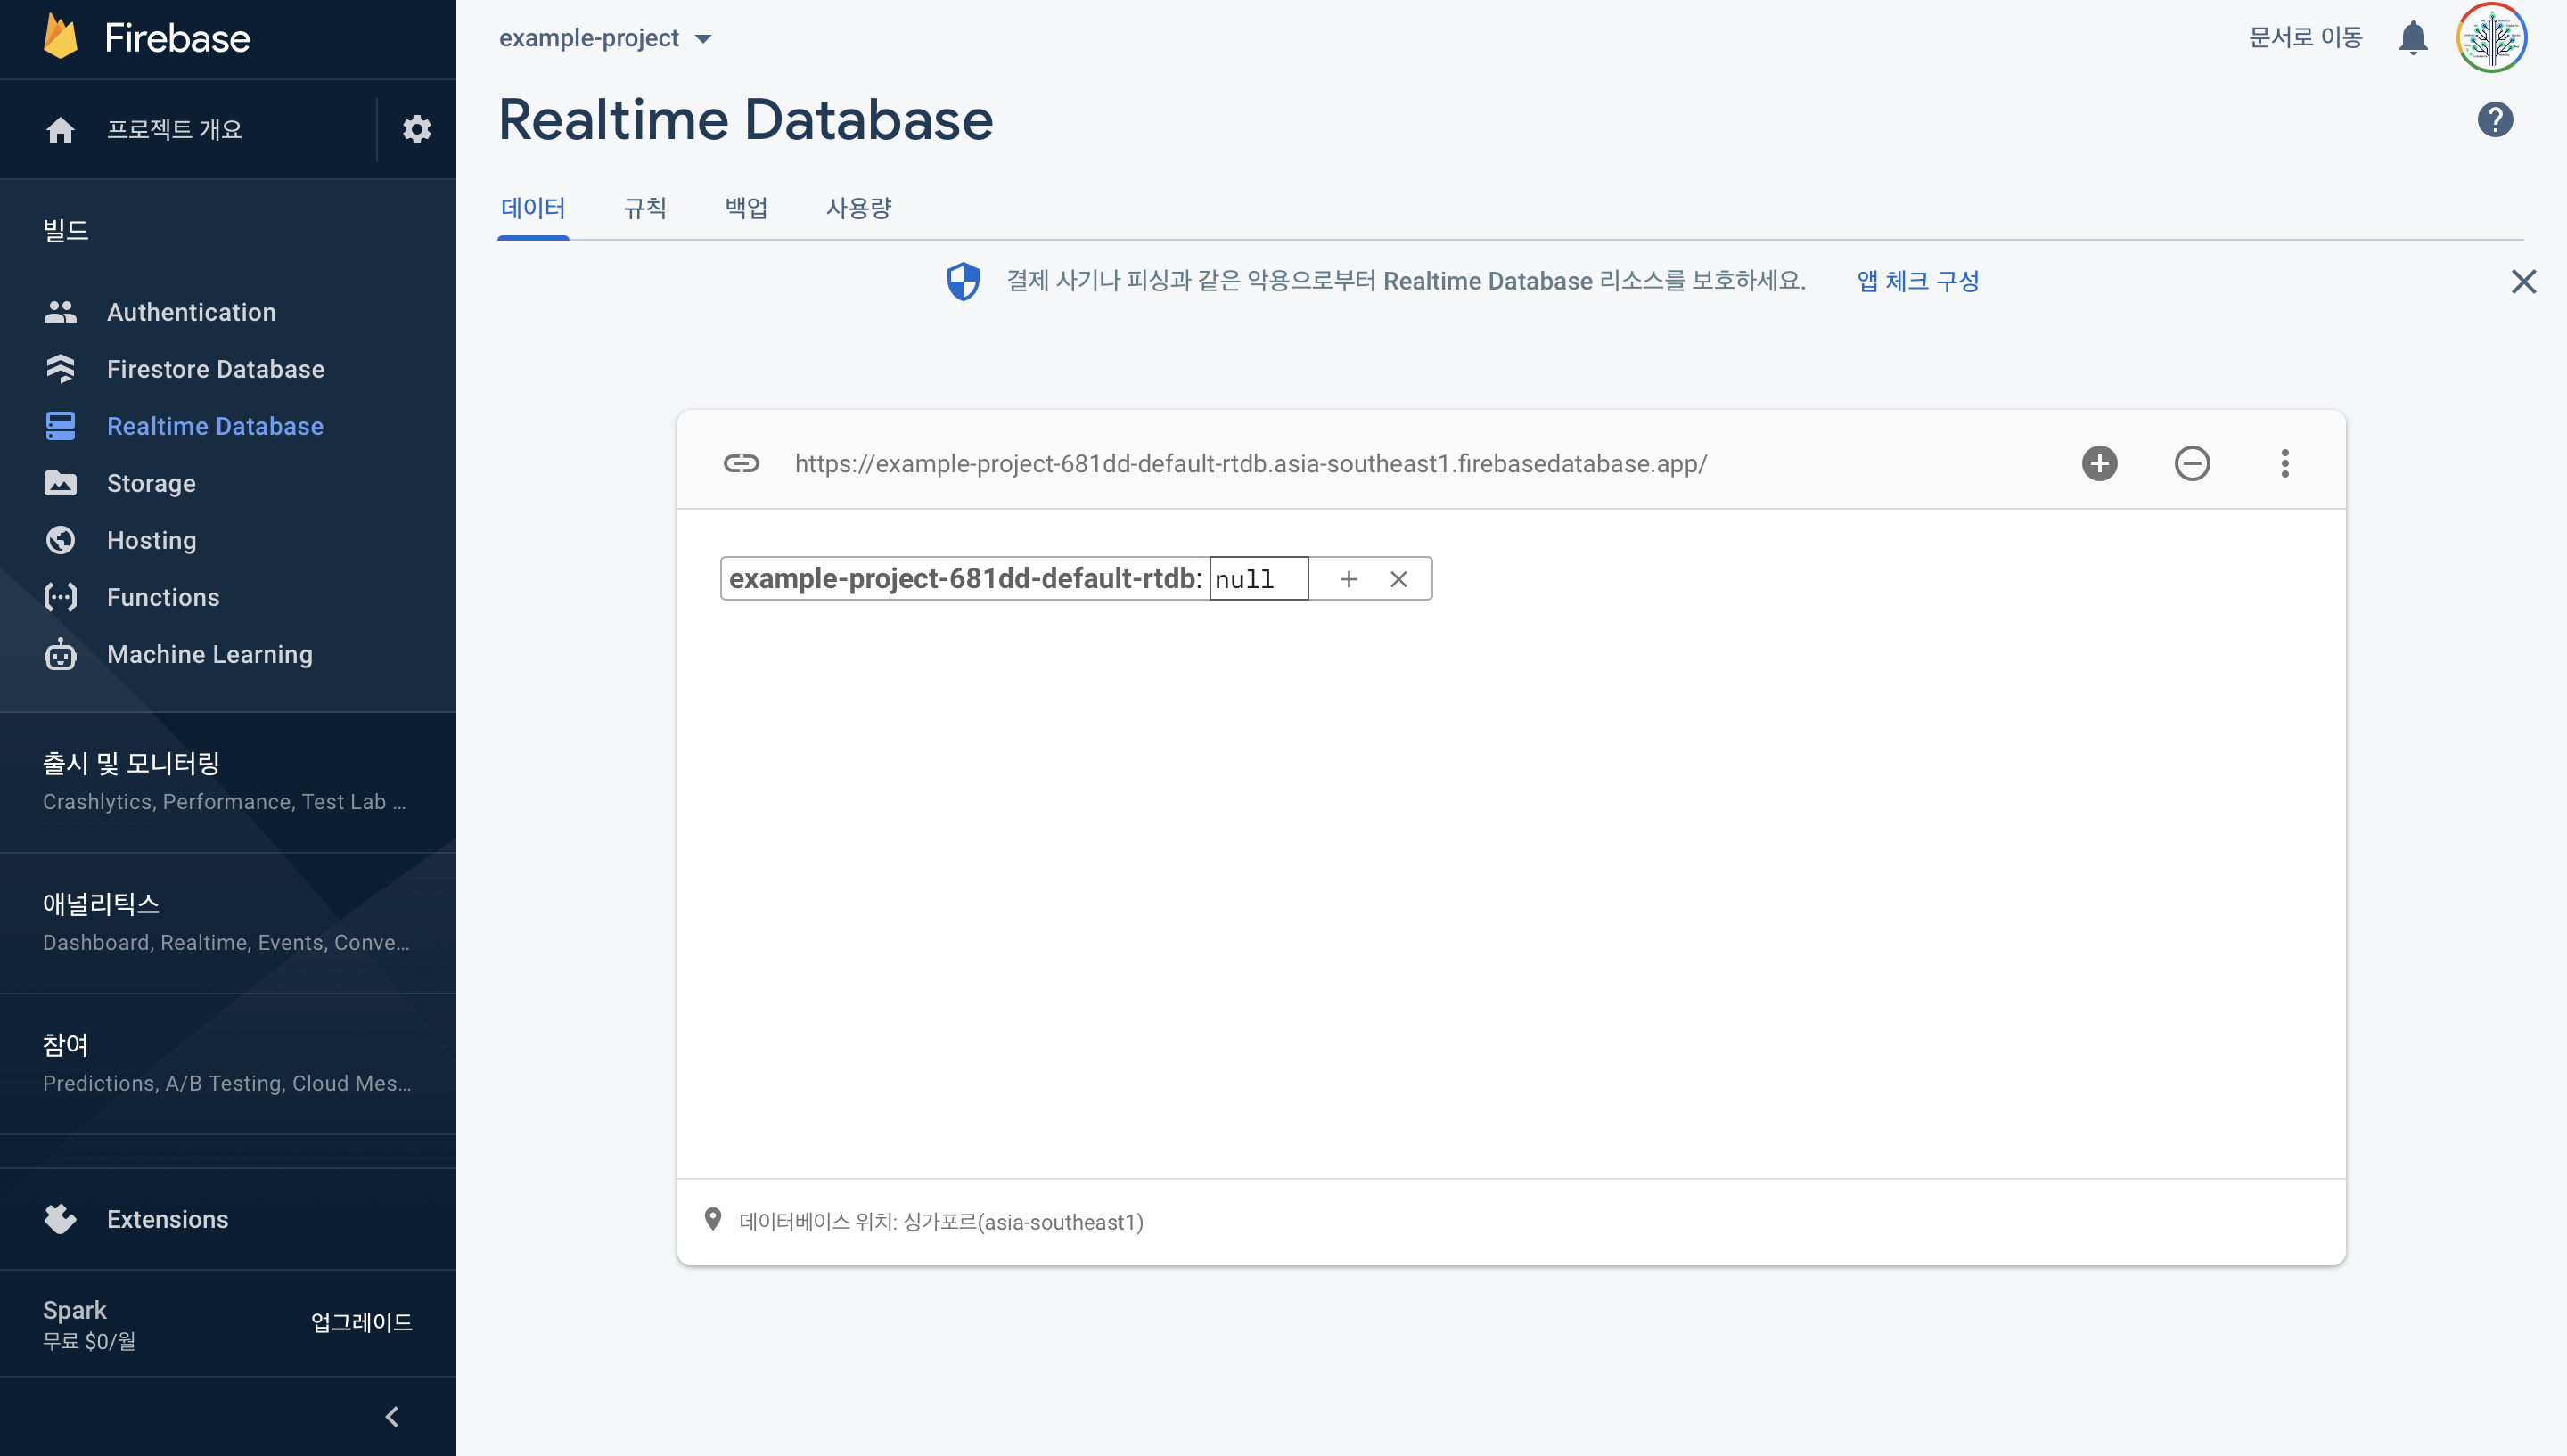 Firebase
프로젝트 개요
빌드
Authentication
Firestore Database
Realtime Database
Storage
Hosting
Functions
Machine Learning
출시 및 모니터링
Crashlytics, Performance, Test Lab ...
애널리틱스
Dashboard, Realtime, Events, Conve...
참여
Predictions, A/B Testing, Cloud Mes...
Extensions
Spark
무료 $0/월
업그레이드
example-project
문서로 이동
Realtime Database
데이터 규칙 백업 사용량
결제 사기나 피싱과 같은 악용으로부터 Realtime Database 리소스를 보호하세요. 앱 체크 구성
https://example-project-681dd-default-rtdb.asia-southeast1.firebasedatabase.app/
example-project-681dd-default-rtdb: null
데이터베이스 위치: 싱가포르(asia-southeast1)